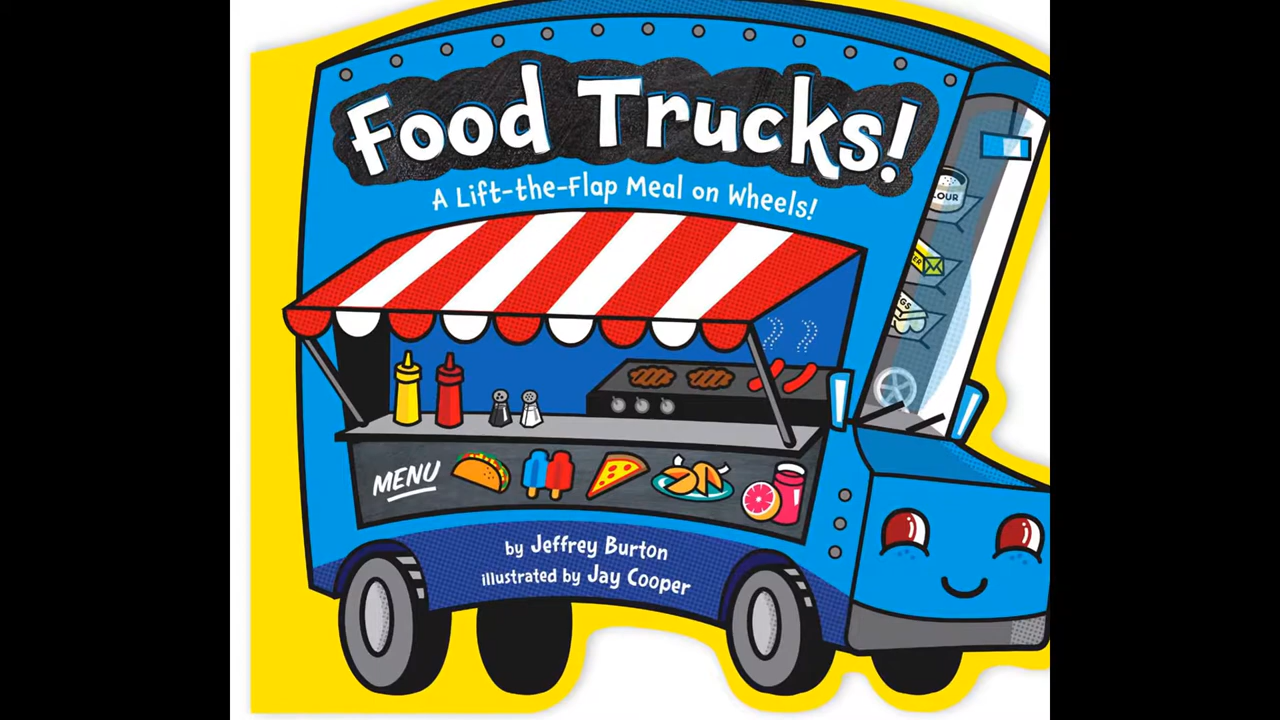 Food Trucks!
A Lift-the-Flap Meal on Wheels!
MENU
by Jeffrey Burton
illustrated by Jay Cooper